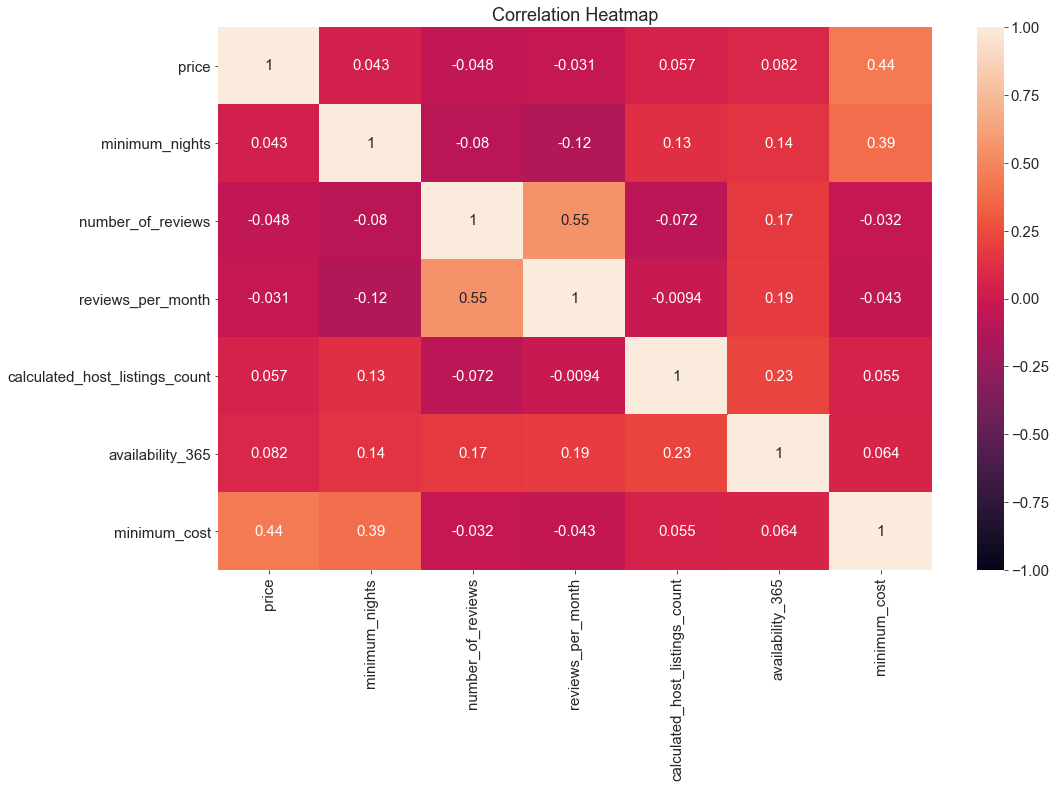 Correlation Heatmap
price 1 0.043 -0.048 -0.031 0.057 0.082 0.44
minimum_nights 0.043 1 -0.08 -0.12 0.13 0.14 0.39
number_of_reviews -0.048 -0.08 1 0.55 -0.072 0.17 -0.032
reviews_per_month -0.031 -0.12 0.55 1 -0.0094 0.19 -0.043
calculated_host_listings_count 0.057 0.13 -0.072 -0.0094 1 0.23 0.055
availability_365 0.082 0.14 0.17 0.19 0.23 1 0.064
minimum_cost 0.44 0.39 -0.032 -0.043 0.055 0.064 1
price
minimum_nights
number_of_reviews
reviews_per_month
calculated_host_listings_count
availability_365
minimum_cost
1.00
0.75
0.50
0.25
0.00
−0.25
−0.50
−0.75
−1.00